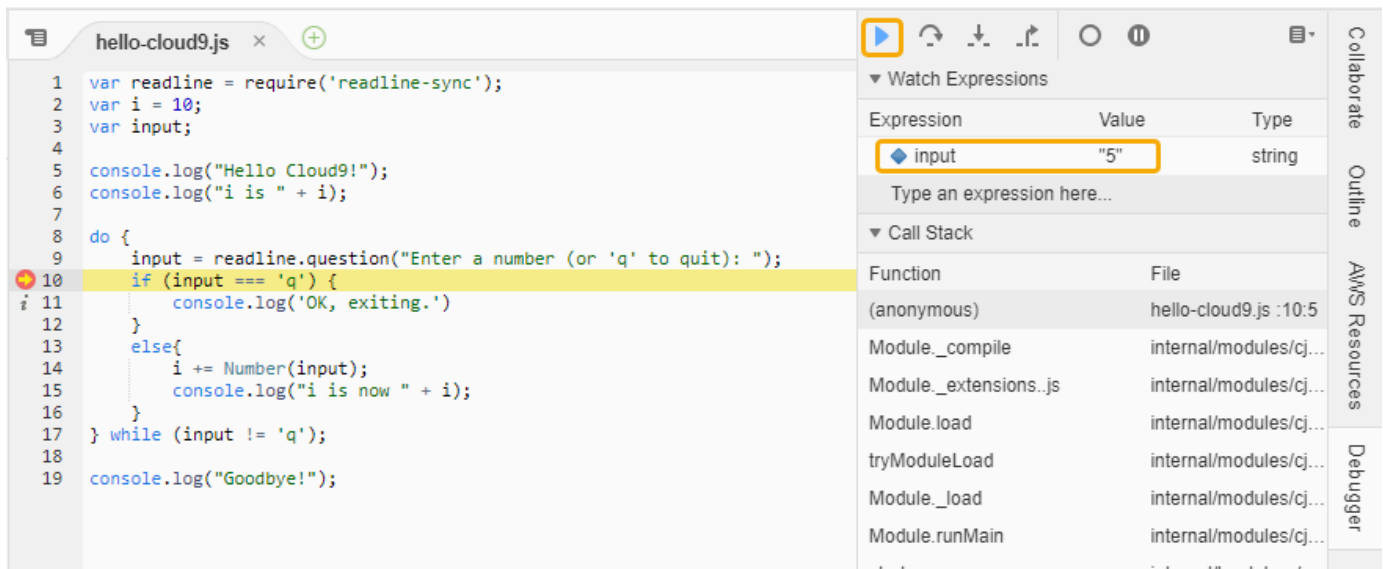 hello-cloud9.js ×
1 var readline = require('readline-sync');
2 var i = 10;
3 var input;
4
5 console.log("Hello Cloud9!");
6 console.log("i is " + i);
7
8 do {
9 input = readline.question("Enter a number (or 'q' to quit): ");
10 if (input === 'q') {
i 11 console.log('OK, exiting.')
12 }
13 else{
14 i += Number(input);
15 console.log("i is now " + i);
16 }
17 } while (input != 'q');
18
19 console.log("Goodbye!");
Watch Expressions
Expression Value Type
input "5" string
Type an expression here...
Call Stack
Function File
(anonymous) hello-cloud9.js :10:5
Module._compile internal/modules/cj...
Module._extensions..js internal/modules/cj...
Module.load internal/modules/cj...
tryModuleLoad internal/modules/cj...
Module._load internal/modules/cj...
Module.runMain internal/modules/cj...
Collaborate
Outline
AWS Resources
Debugger